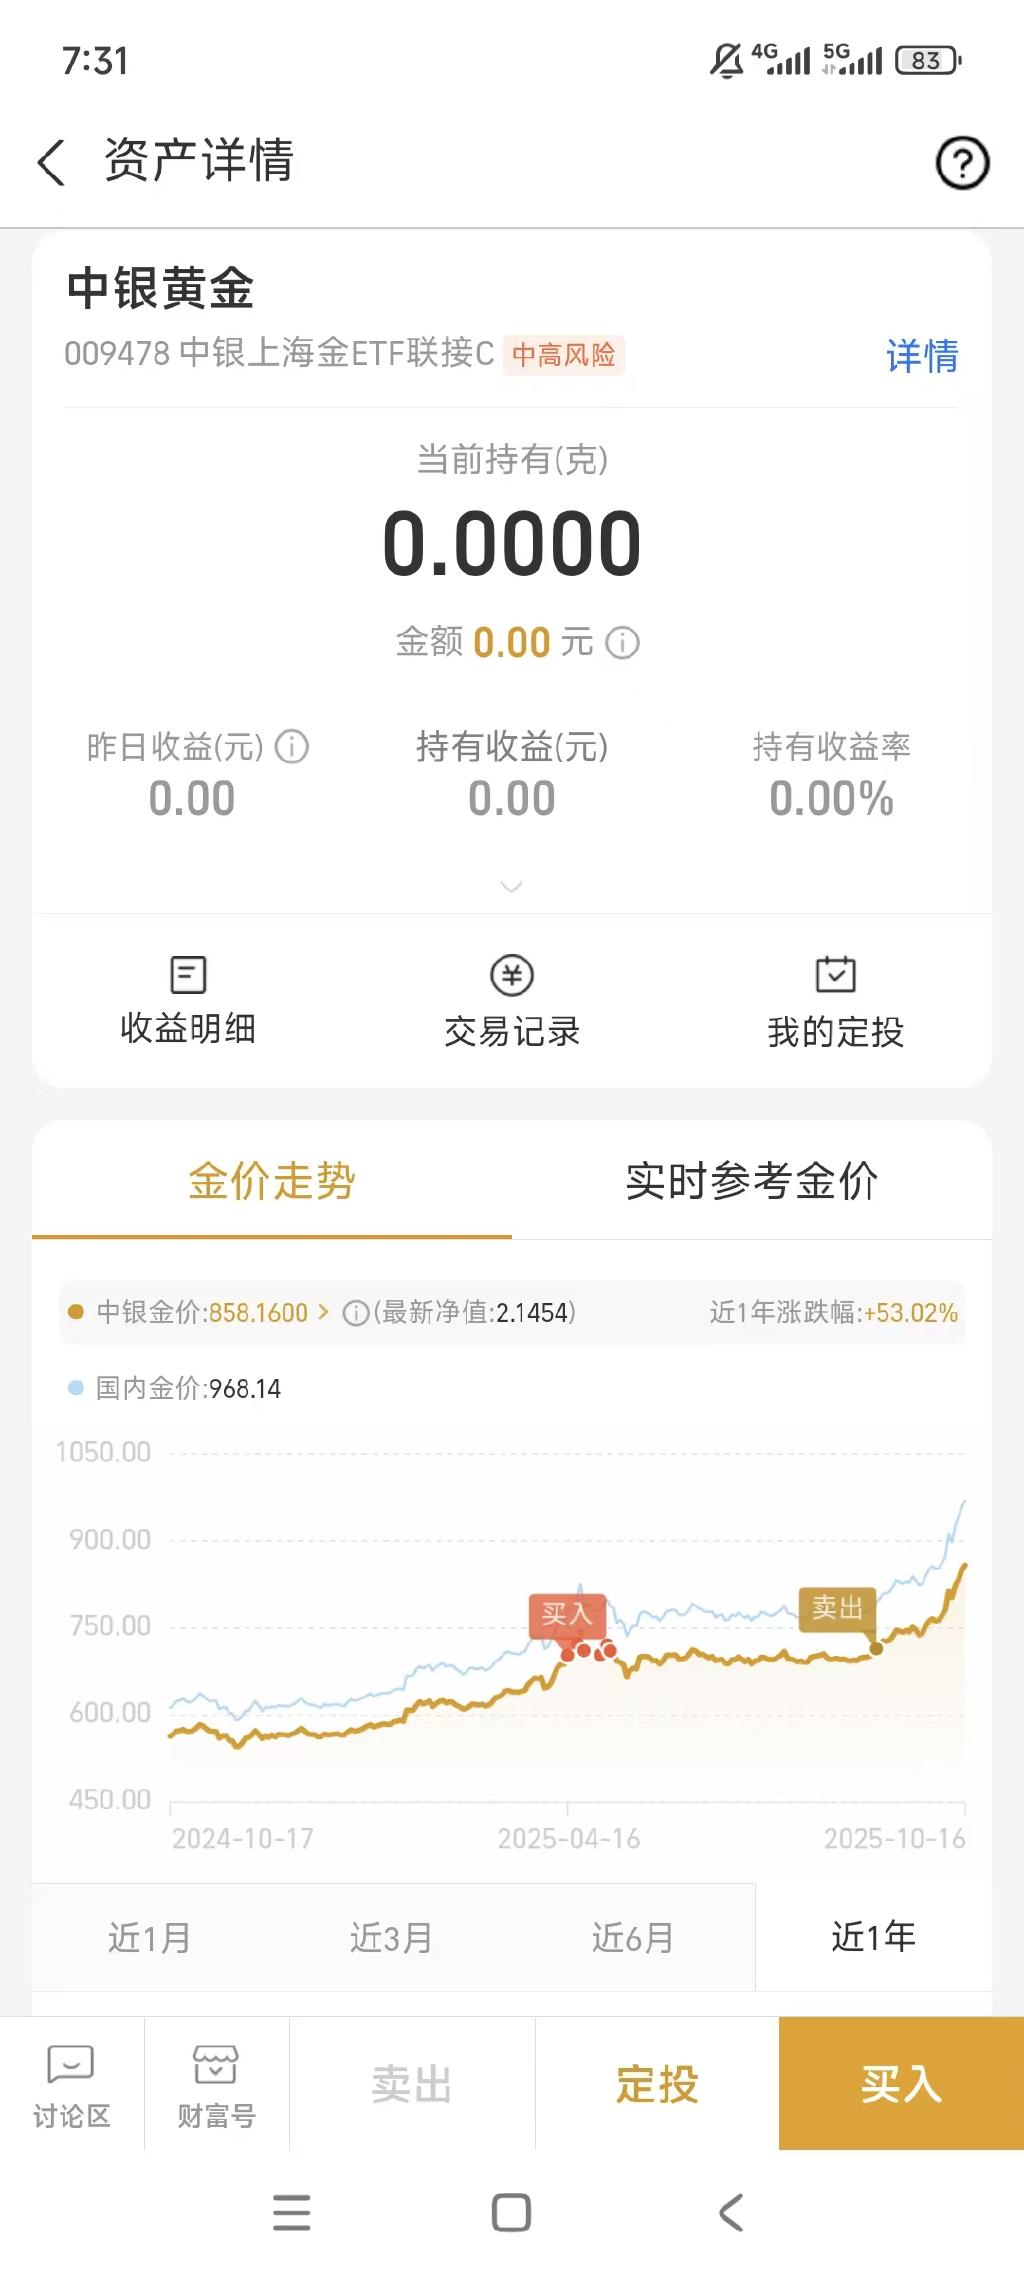 7:31
4G 5G 83
资产详情
中银黄金
009478 中银上海金ETF联接C 中高风险 详情
当前持有(克)
0.0000
金额 0.00 元
昨日收益(元) 持有收益(元) 持有收益率
0.00 0.00 0.00%
收益明细 交易记录 我的定投
金价走势 实时参考金价
中银金价:858.1600 > (最新净值:2.1454) 近1年涨跌幅:+53.02%
国内金价:968.14
1050.00
900.00
750.00
600.00
450.00
买入 卖出
2024-10-17 2025-04-16 2025-10-16
近1月 近3月 近6月 近1年
讨论区 财富号 卖出 定投 买入